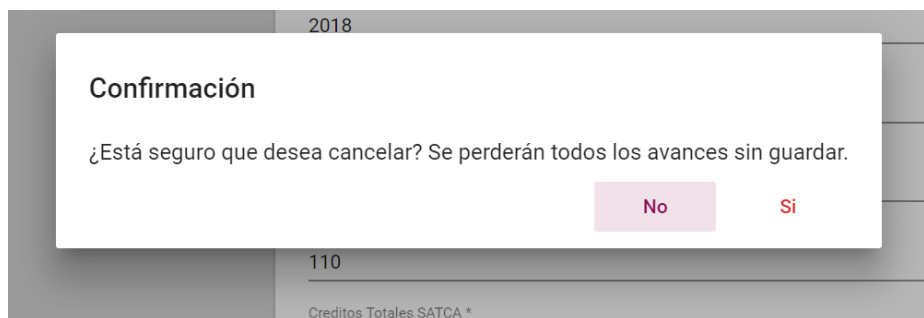 2018
Confirmación
¿Está seguro que desea cancelar? Se perderán todos los avances sin guardar.
No Si
110
Creditos Totales SATCA *